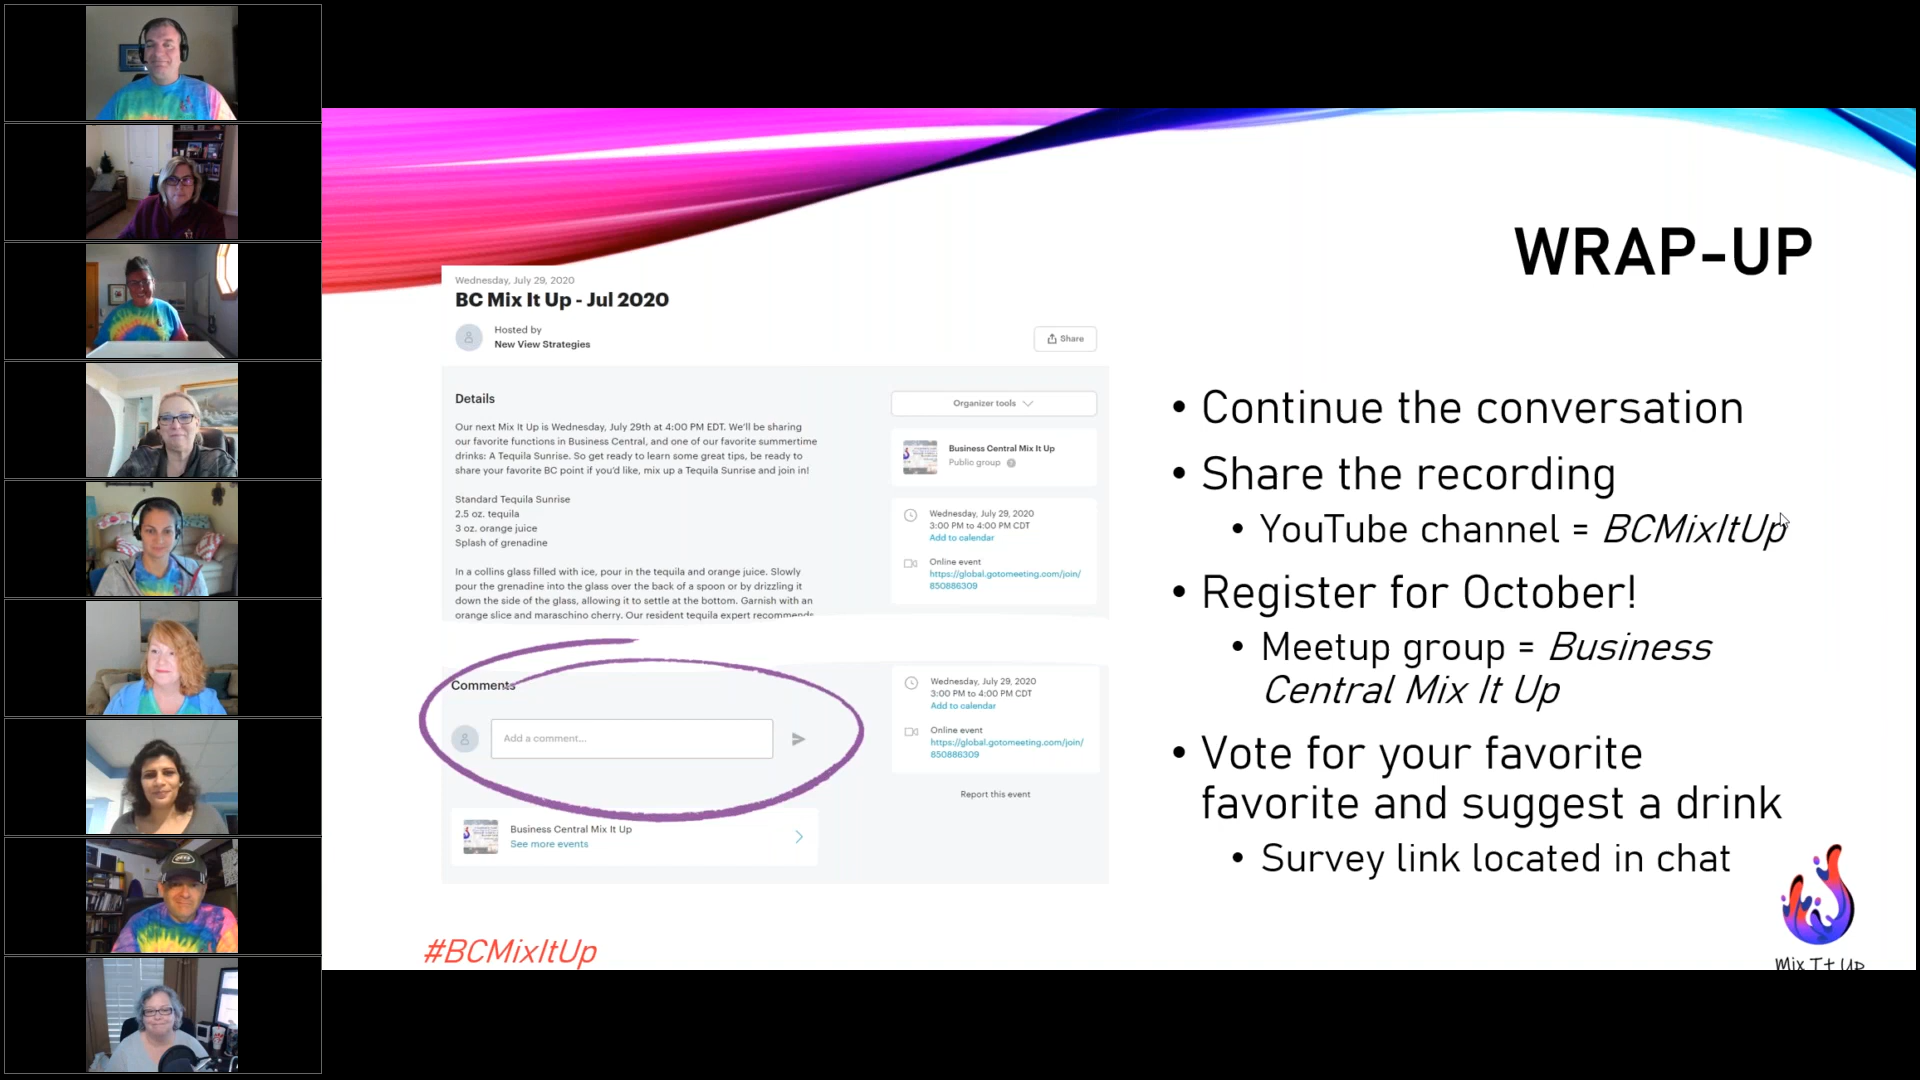 WRAP-UP
Wednesday, July 29, 2020
BC Mix It Up - Jul 2020
Hosted by
New View Strategies
Share
Details
Our next Mix It Up is Wednesday, July 29th at 4:00 PM EDT. We'll be sharing
our favorite functions in Business Central, and one of our favorite summertime
drinks: A Tequila Sunrise. So get ready to learn some great tips, be ready to
share your favorite BC point if you'd like, mix up a Tequila Sunrise and join in!
Standard Tequila Sunrise
2.5 oz. tequila
3 oz. orange juice
Splash of grenadine
In a collins glass filled with ice, pour in the tequila and orange juice. Slowly
pour the grenadine into the glass over the back of a spoon or by drizzling it
down the side of the glass, allowing it to settle at the bottom. Garnish with an
orange slice and maraschino cherry. Our resident tequila expert recommends
Organizer tools
Business Central Mix It Up
Public group ?
Wednesday, July 29, 2020
3:00 PM to 4:00 PM CDT
Add to calendar
Online event
https://global.gotomeeting.com/join/
850886309
Comments
Add a comment...
Business Central Mix It Up
See more events
Wednesday, July 29, 2020
3:00 PM to 4:00 PM CDT
Add to calendar
Online event
https://global.gotomeeting.com/join/
850886309
Report this event
• Continue the conversation
• Share the recording
• YouTube channel = BCMixItUp
• Register for October!
• Meetup group = Business
Central Mix It Up
• Vote for your favorite
favorite and suggest a drink
• Survey link located in chat
#BCMixItUp
Mix It Up